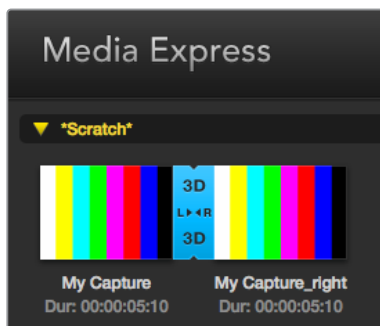 Media Express
*Scratch*
3D
L R
3D
My Capture My Capture_right
Dur: 00:00:05:10 Dur: 00:00:05:10